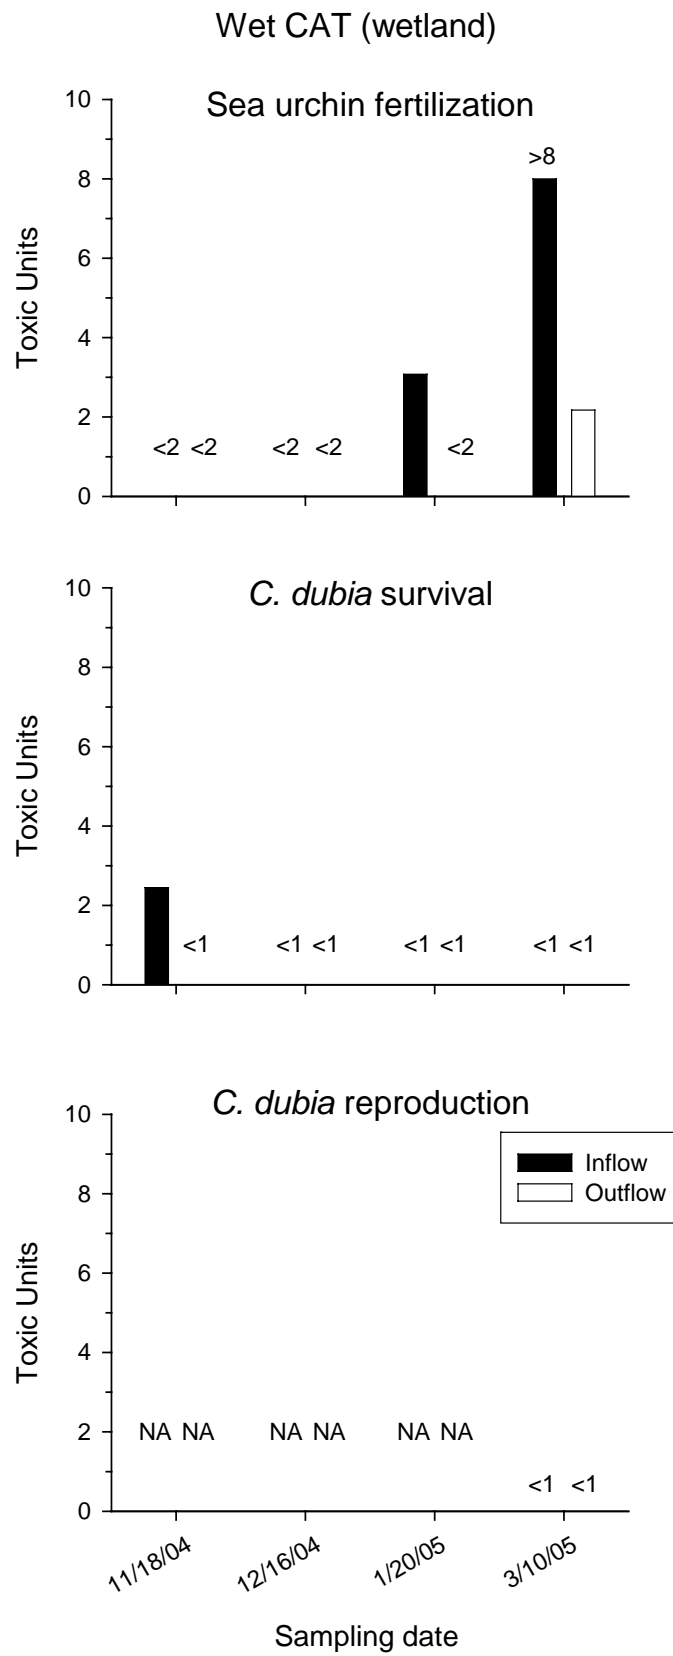 Wet CAT (wetland)
Sea urchin fertilization
10
8
6
4
2
0
Toxic Units
>8
<2 <2 <2 <2 <2
C. dubia survival
10
8
6
4
2
0
Toxic Units
<1 <1 <1 <1 <1 <1 <1
C. dubia reproduction
10
8
6
4
2
0
Toxic Units
Inflow
Outflow
NA NA NA NA NA NA
<1 <1
11/18/04 12/16/04 1/20/05 3/10/05
Sampling date